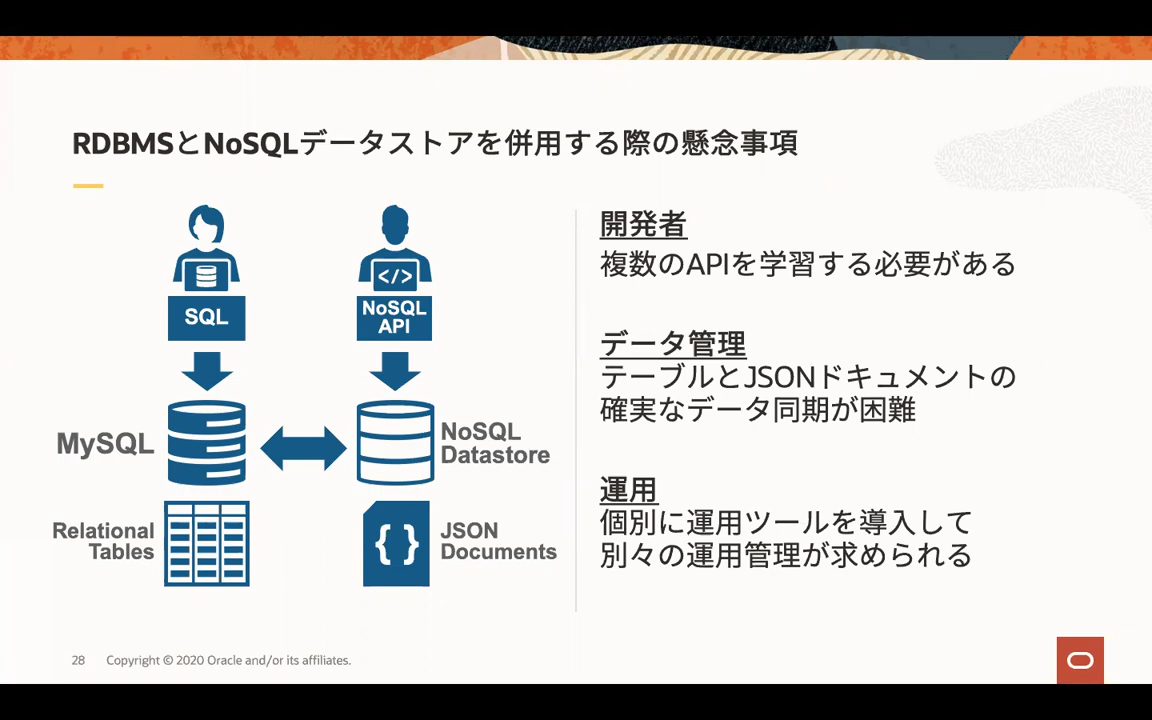 RDBMSとNoSQLデータストアを併用する際の懸念事項
SQL
NoSQL
API
</>
MySQL
NoSQL
Datastore
Relational
Tables
{ }
JSON
Documents
開発者
複数のAPIを学習する必要がある
データ管理
テーブルとJSONドキュメントの
確実なデータ同期が困難
運用
個別に運用ツールを導入して
別々の運用管理が求められる
28 Copyright © 2020 Oracle and/or its affiliates.